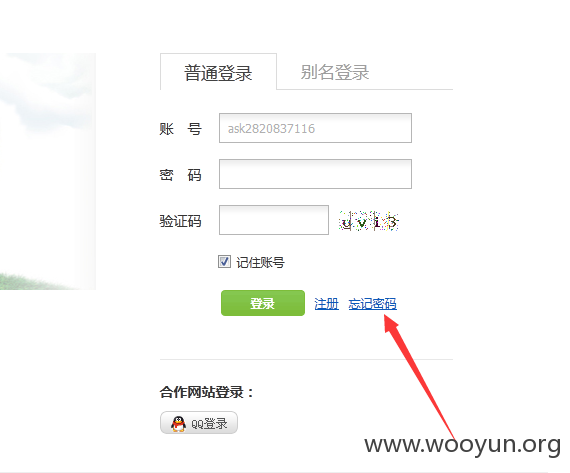 普通登录 别名登录
账 号 ask2820837116
密 码
验证码 uvi3
记住账号
登录 注册 忘记密码
合作网站登录：
QQ登录
www.wooyun.org